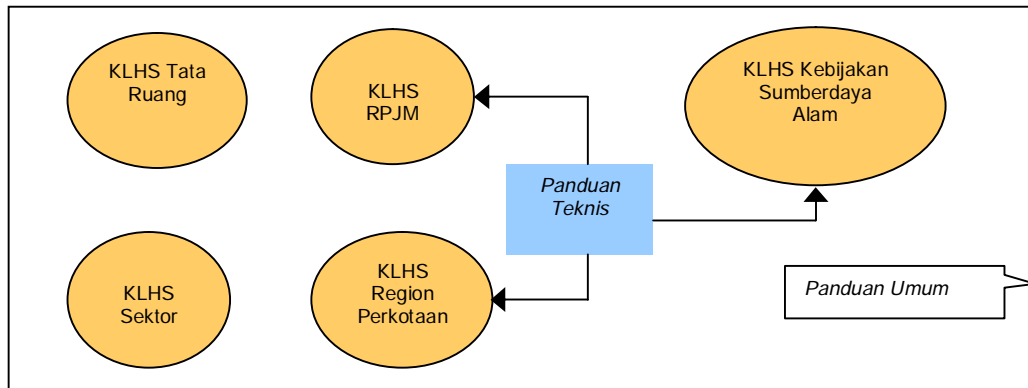 KLHS Tata
Ruang
KLHS
RPJM
KLHS Kebijakan
Sumberdaya
Alam
Panduan
Teknis
KLHS
Sektor
KLHS
Region
Perkotaan
Panduan Umum